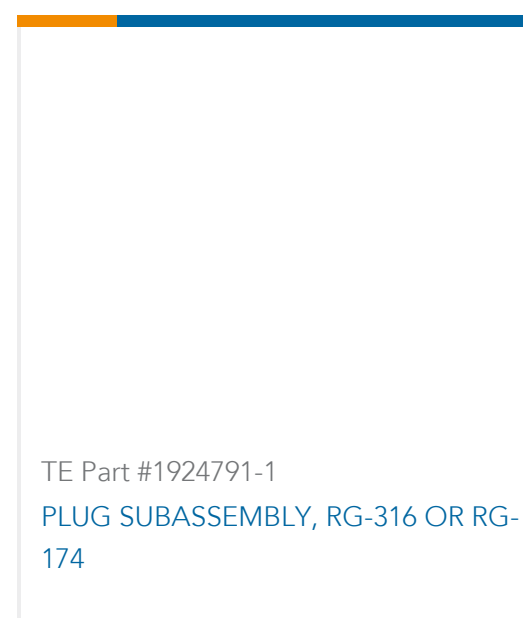 TE Part #1924791-1
PLUG SUBASSEMBLY, RG-316 OR RG-
174